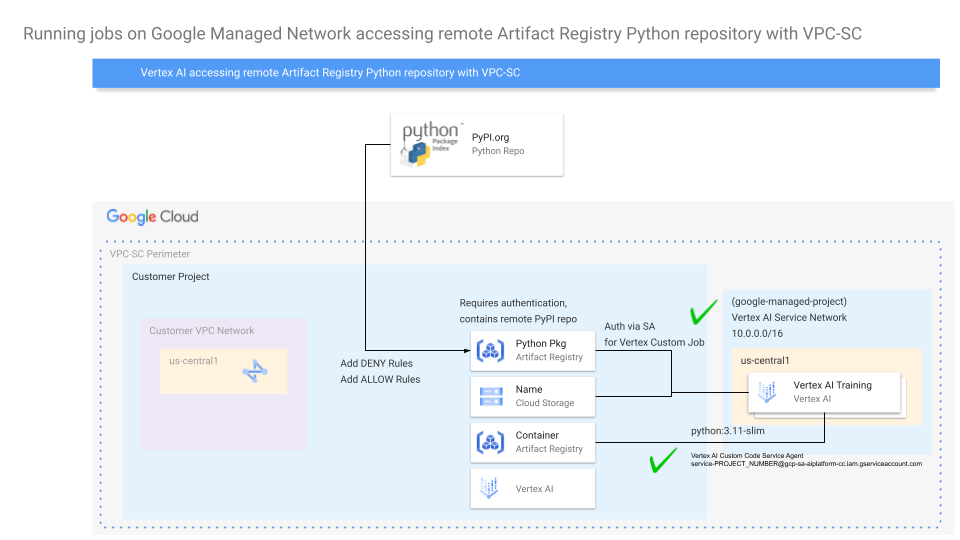 Running jobs on Google Managed Network accessing remote Artifact Registry Python repository with VPC-SC
Vertex AI accessing remote Artifact Registry Python repository with VPC-SC
python™
Package
Index
PyPI.org
Python Repo
Google Cloud
VPC-SC Perimeter
Customer Project
Customer VPC Network
us-central1
Add DENY Rules
Add ALLOW Rules
Requires authentication,
contains remote PyPI repo
Python Pkg
Artifact Registry
Name
Cloud Storage
Container
Artifact Registry
Vertex AI
Auth via SA
for Vertex Custom Job
(google-managed-project)
Vertex AI Service Network
10.0.0.0/16
us-central1
Vertex AI Training
Vertex AI
python:3.11-slim
Vertex AI Custom Code Service Agent
service-PROJECT_NUMBER@gcp-sa-aiplatform-cc.iam.gserviceaccount.com